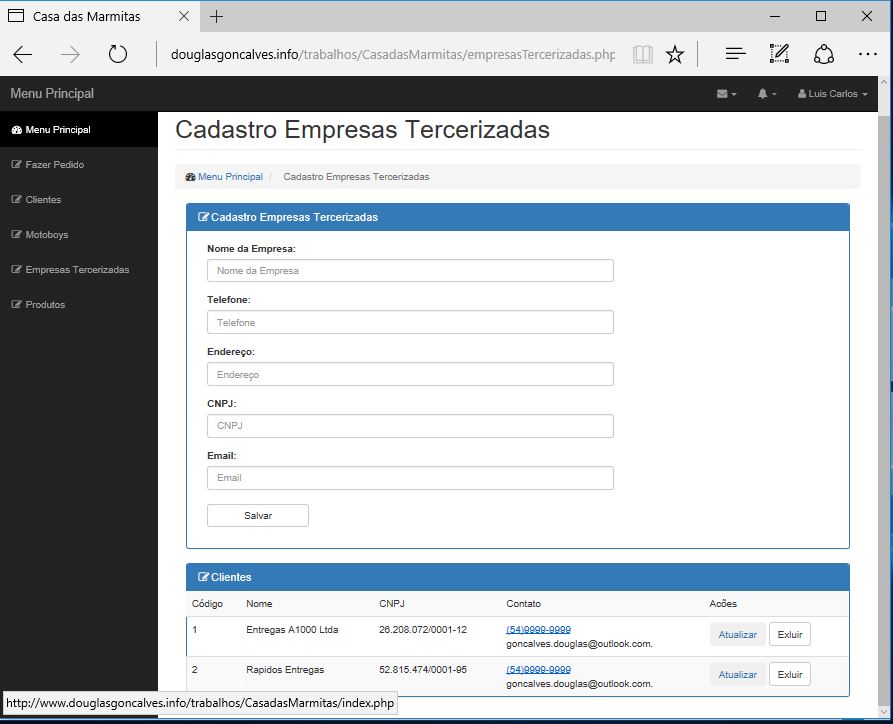 Casa das Marmitas
douglasgoncalves.info/trabalhos/CasadasMarmitas/empresasTercerizadas.php
Menu Principal
Luis Carlos
Menu Principal
Fazer Pedido
Clientes
Motoboys
Empresas Tercerizadas
Produtos
Cadastro Empresas Tercerizadas
Menu Principal / Cadastro Empresas Tercerizadas
Cadastro Empresas Tercerizadas
Nome da Empresa:
Nome da Empresa
Telefone:
Telefone
Endereço:
Endereço
CNPJ:
CNPJ
Email:
Email
Salvar
Clientes
Código Nome CNPJ Contato Acões
1 Entregas A1000 Ltda 26.208.072/0001-12 (54)9999-9999 Atualizar Exluir
goncalves.douglas@outlook.com.
2 Rapidos Entregas 52.815.474/0001-95 (54)9999-9999 Atualizar Exluir
goncalves.douglas@outlook.com.
http://www.douglasgoncalves.info/trabalhos/CasadasMarmitas/index.php